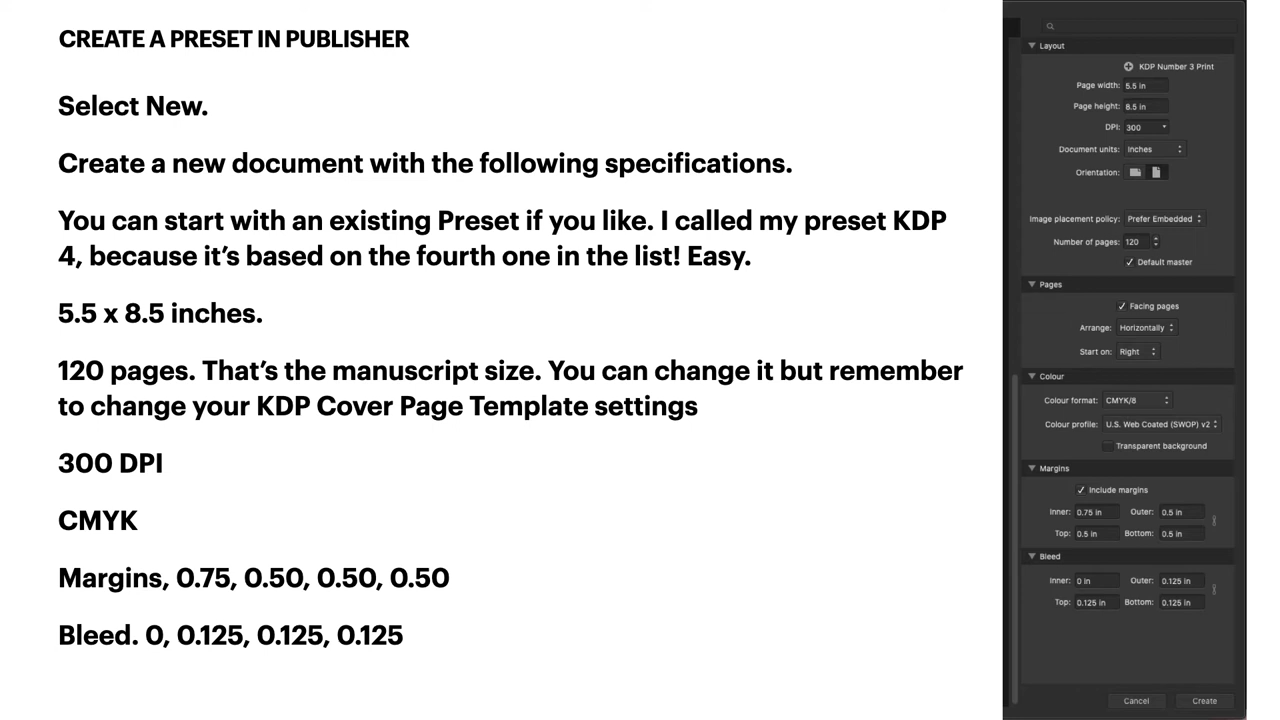 CREATE A PRESET IN PUBLISHER
Select New.
Create a new document with the following specifications.
You can start with an existing Preset if you like. I called my preset KDP
4, because it's based on the fourth one in the list! Easy.
5.5 x 8.5 inches.
120 pages. That's the manuscript size. You can change it but remember
to change your KDP Cover Page Template settings
300 DPI
CMYK
Margins, 0.75, 0.50, 0.50, 0.50
Bleed. 0, 0.125, 0.125, 0.125
Layout
KDP Number 3 Print
Page width: 5.5 in
Page height: 8.5 in
DPI: 300
Document units: Inches
Orientation:
Image placement policy: Prefer Embedded
Number of pages: 120
Default master
Pages
Facing pages
Arrange: Horizontally
Start on: Right
Colour
Colour format: CMYK/8
Colour profile: U.S. Web Coated (SWOP) v2
Transparent background
Margins
Include margins
Inner: 0.75 in Outer: 0.5 in
Top: 0.5 in Bottom: 0.5 in
Bleed
Inner: 0 in Outer: 0.125 in
Top: 0.125 in Bottom: 0.125 in
Cancel Create